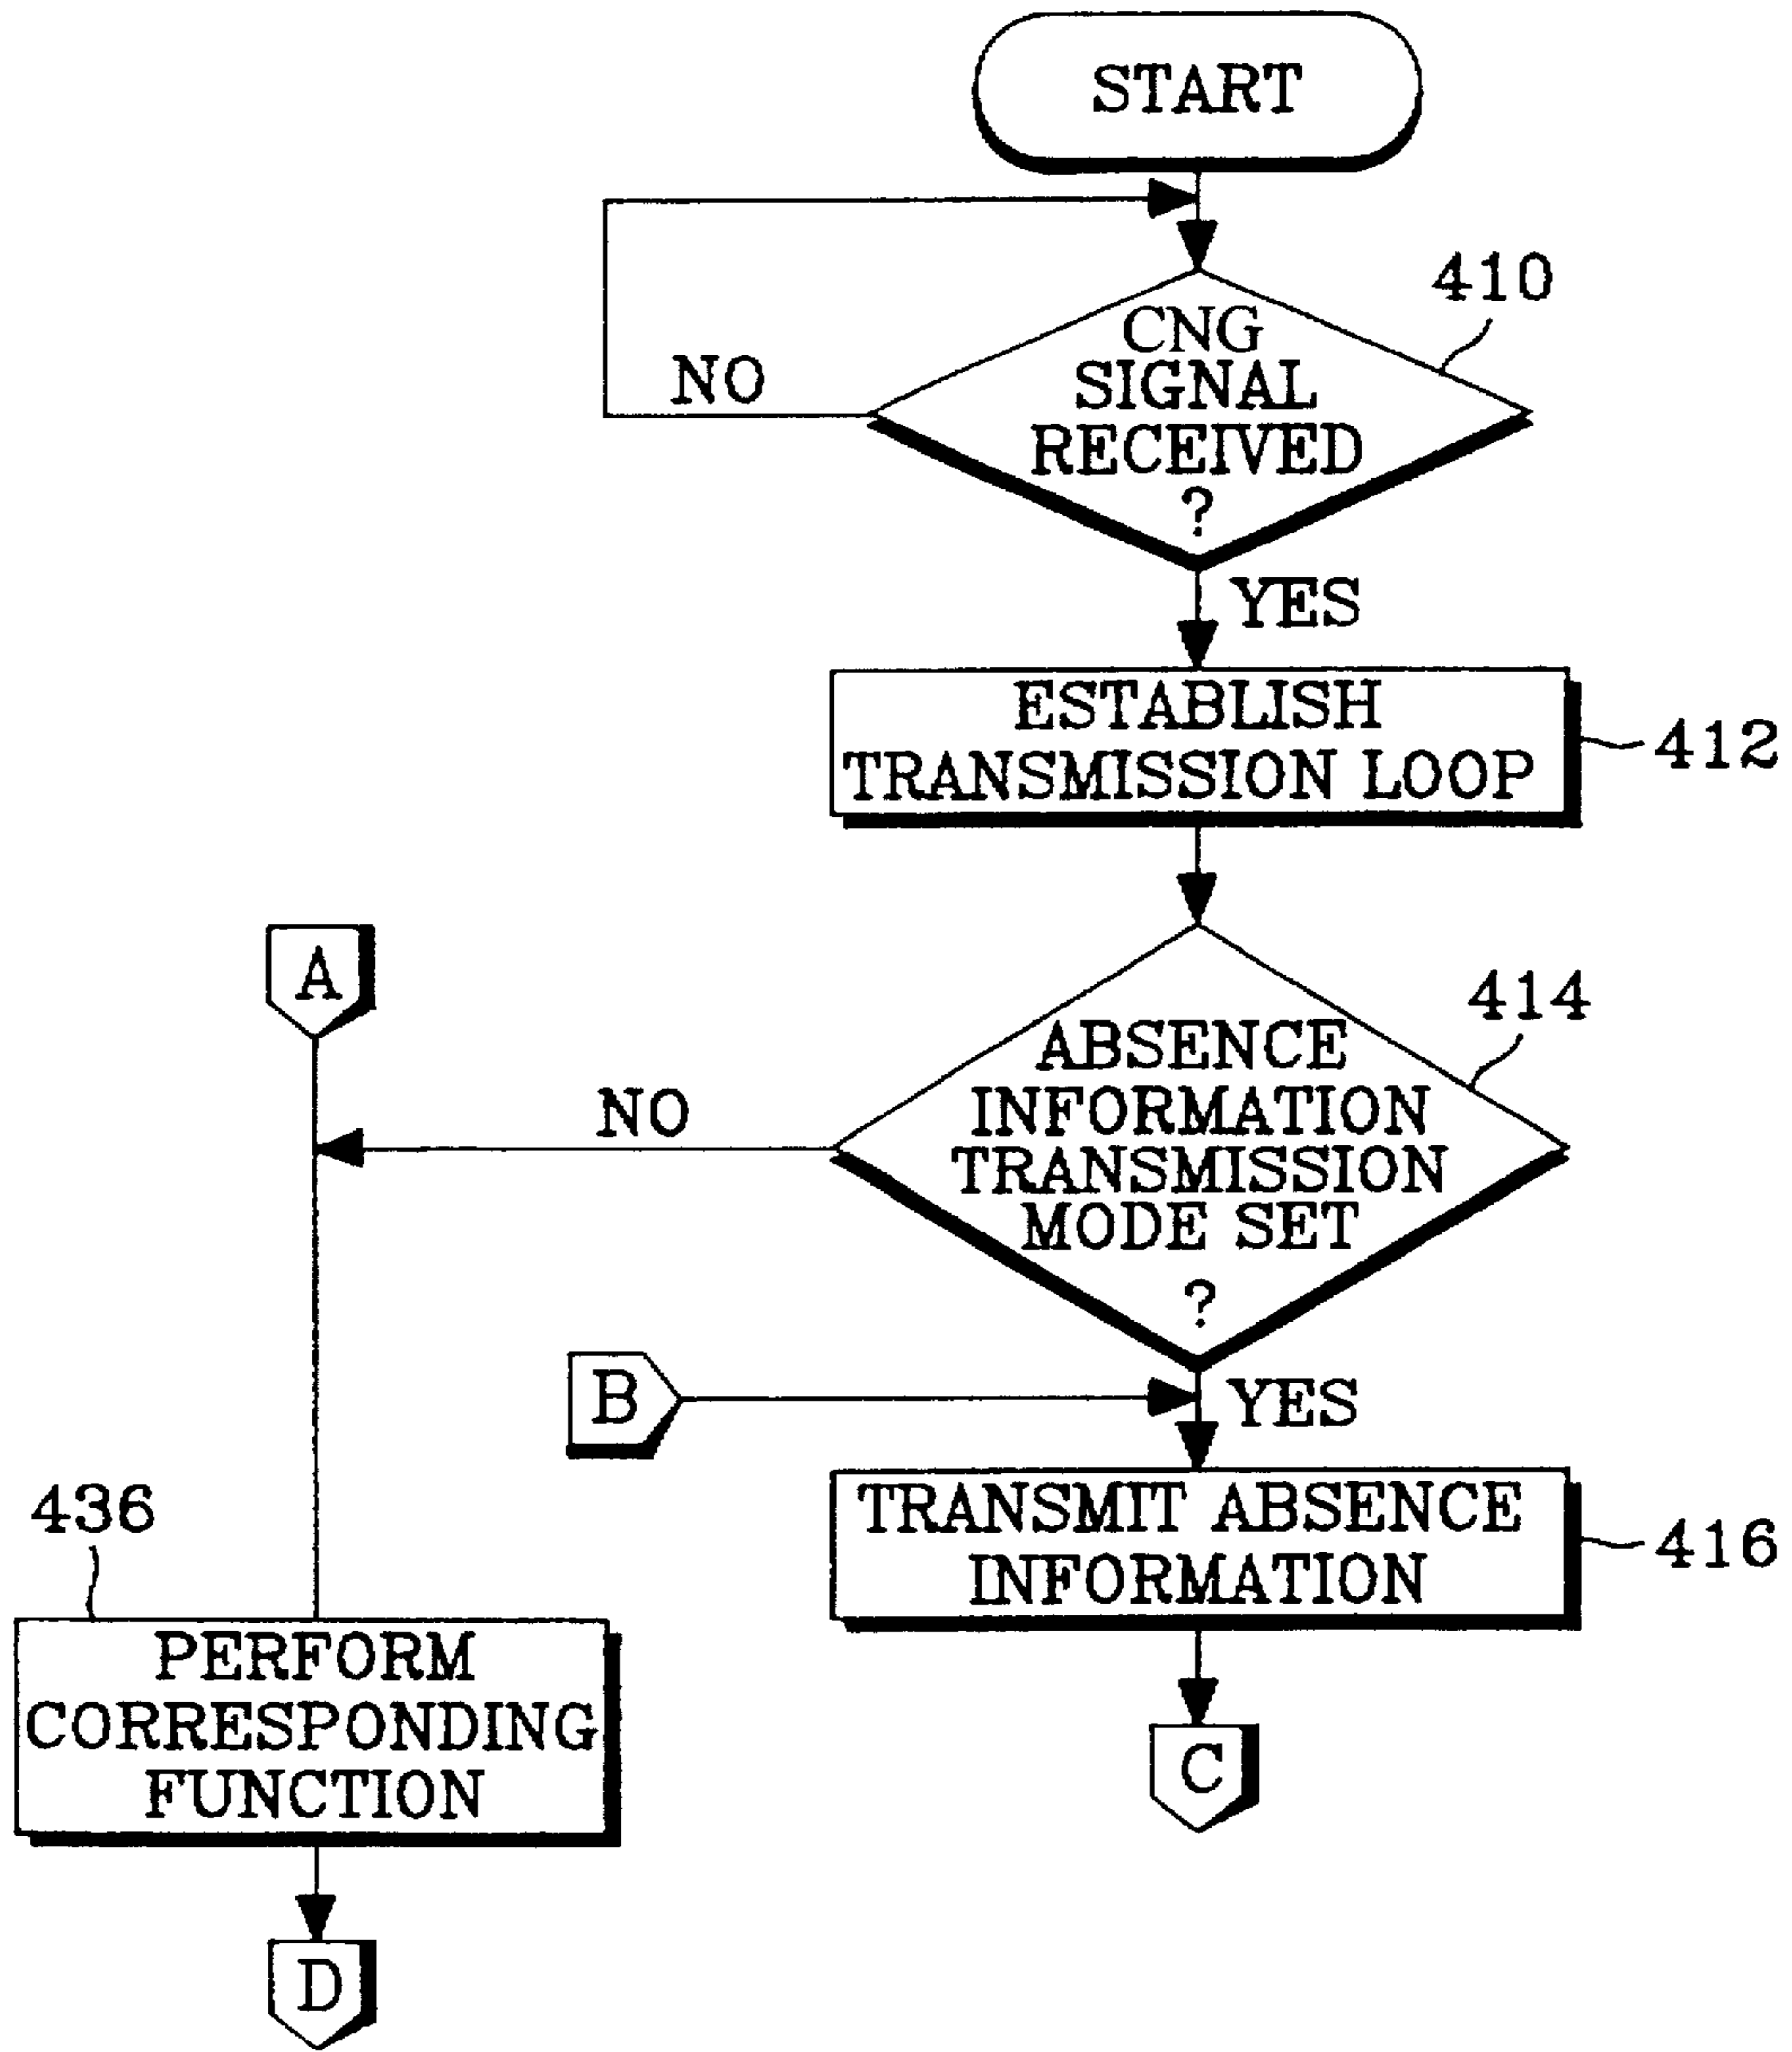 START
410
CNG
SIGNAL
RECEIVED
?
NO
YES
ESTABLISH
TRANSMISSION LOOP
412
A
414
ABSENCE
INFORMATION
TRANSMISSION
MODE SET
?
NO
B
YES
TRANSMIT ABSENCE
INFORMATION
416
436
PERFORM
CORRESPONDING
FUNCTION
C
D